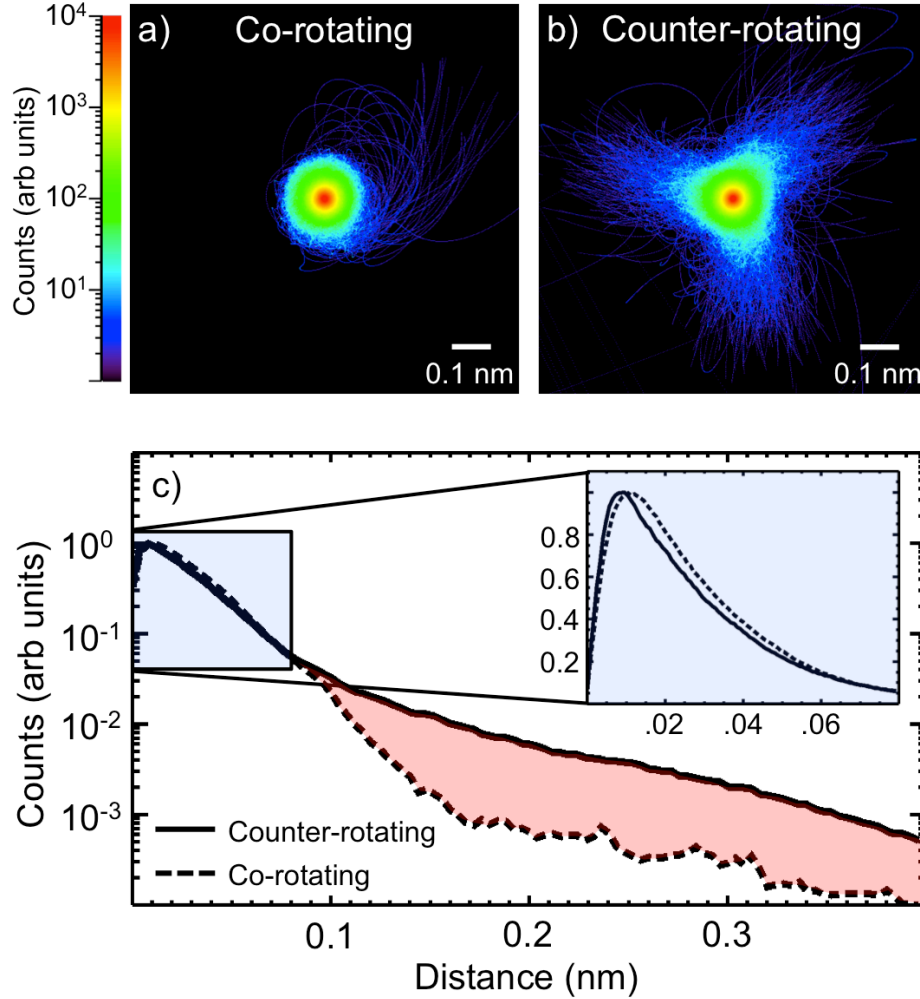 a) Co-rotating
b) Counter-rotating
Counts (arb units)
10⁴
10³
10²
10¹
0.1 nm
0.1 nm
c)
Counts (arb units)
10⁰
10⁻¹
10⁻²
10⁻³
0.8
0.6
0.4
0.2
.02 .04 .06
Counter-rotating
Co-rotating
0.1 0.2 0.3
Distance (nm)